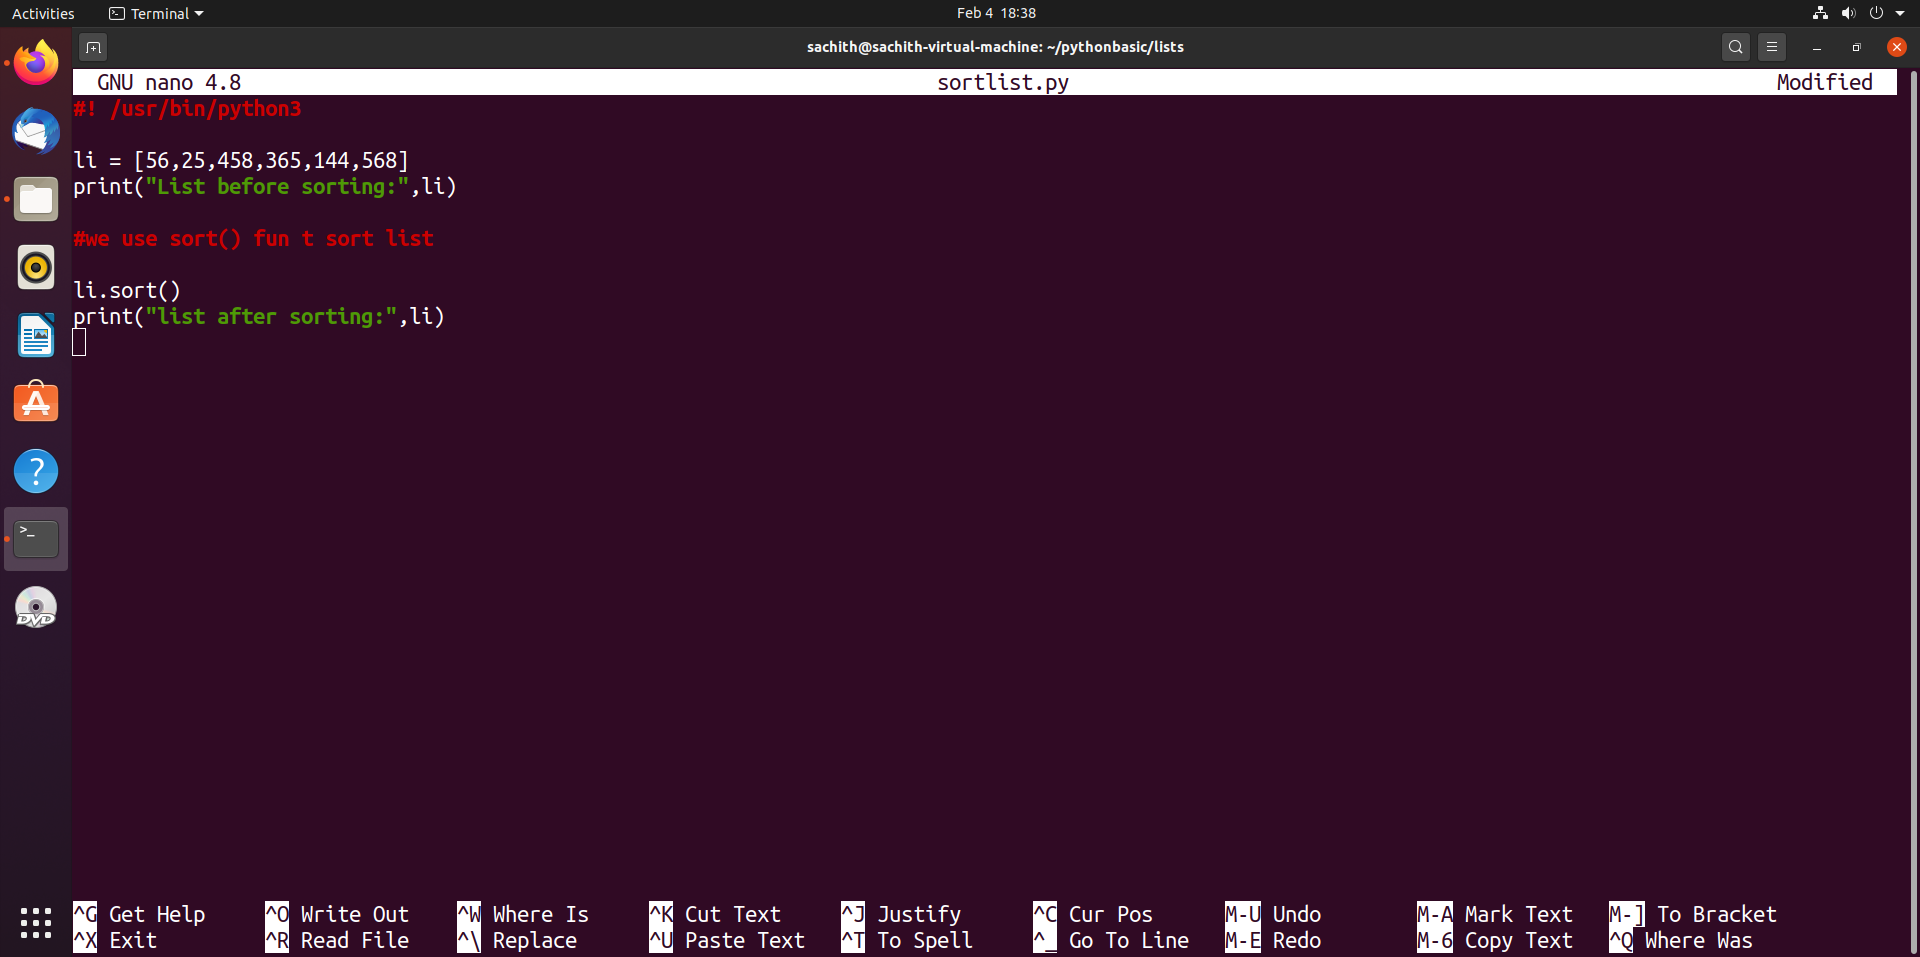 Activities Terminal Feb 4 18:38
sachith@sachith-virtual-machine: ~/pythonbasic/lists
GNU nano 4.8 sortlist.py Modified
#! /usr/bin/python3
li = [56,25,458,365,144,568]
print("List before sorting:",li)
#we use sort() fun t sort list
li.sort()
print("list after sorting:",li)
>_
DVD
^G Get Help ^O Write Out ^W Where Is ^K Cut Text ^J Justify ^C Cur Pos M-U Undo M-A Mark Text M-] To Bracket
^X Exit ^R Read File ^\ Replace ^U Paste Text ^T To Spell ^_ Go To Line M-E Redo M-6 Copy Text ^Q Where Was